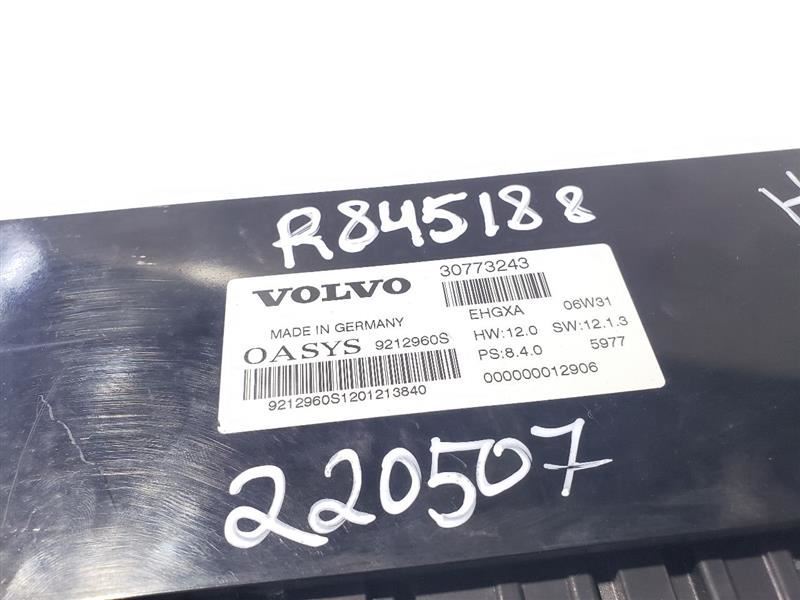 R845188
H
VOLVO 30773243
EHGXA 06W31
MADE IN GERMANY HW:12.0 SW:12.1.3
OASYS 9212960S PS:8.4.0 5977
9212960S1201213840 000000012906
220507